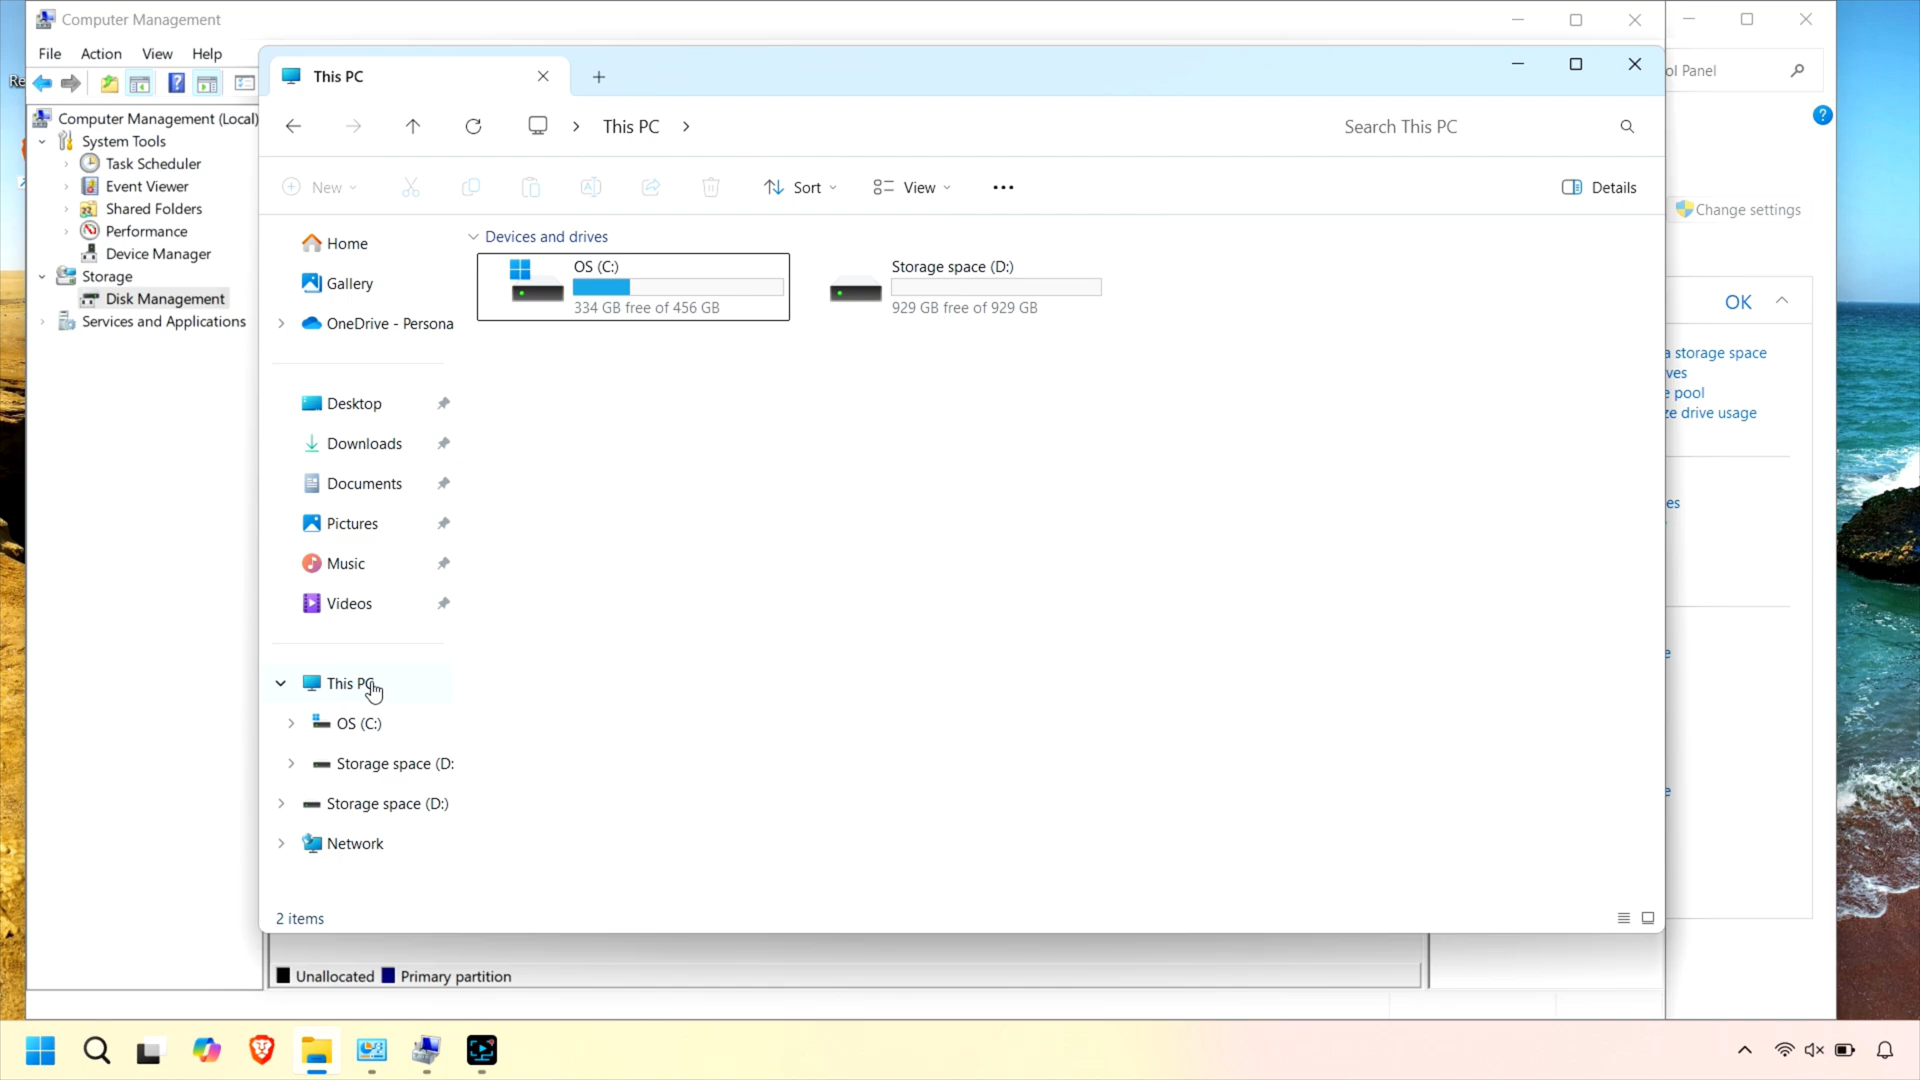 Computer Management
File Action View Help
Re
Computer Management (Local)
System Tools
Task Scheduler
Event Viewer
Shared Folders
Performance
Device Manager
Storage
Disk Management
Services and Applications
This PC
This PC
Search This PC
New
Sort
View
Details
Home
Gallery
OneDrive - Persona
Desktop
Downloads
Documents
Pictures
Music
Videos
This PC
OS (C:)
Storage space (D:
Storage space (D:)
Network
Devices and drives
OS (C:)
334 GB free of 456 GB
Storage space (D:)
929 GB free of 929 GB
2 items
Unallocated Primary partition
ol Panel
Change settings
OK
a storage space
ves
e pool
ze drive usage
es
e
e